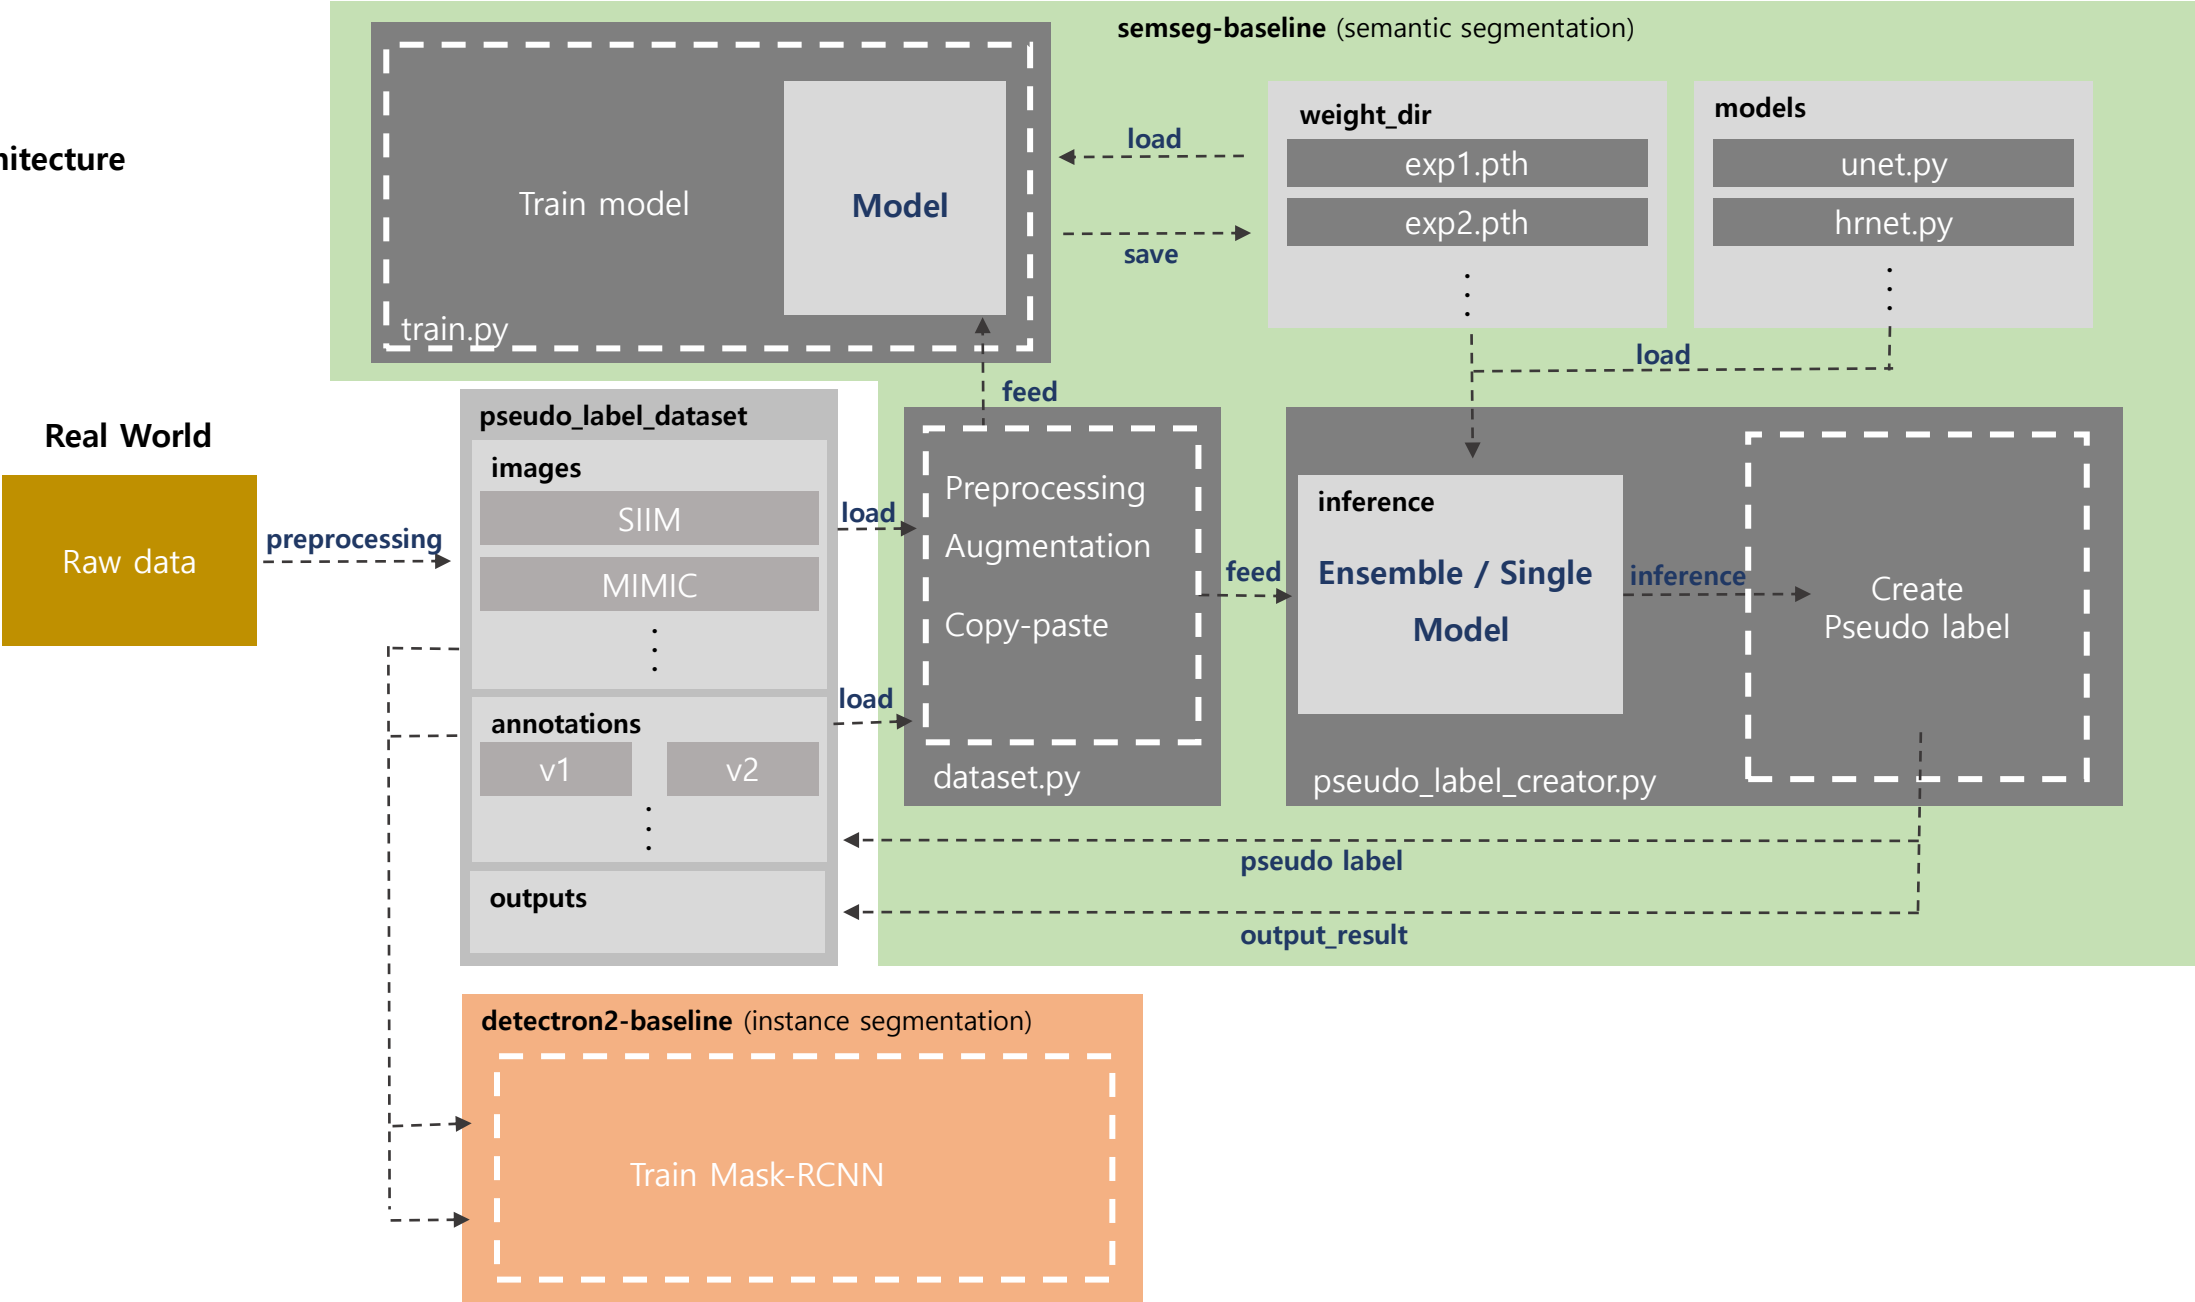 semseg-baseline (semantic segmentation)
hitecture
Train model
Model
train.py
load
save
weight_dir
exp1.pth
exp2.pth
models
unet.py
hrnet.py
load
feed
Real World
Raw data
preprocessing
pseudo_label_dataset
images
SIIM
MIMIC
annotations
v1
v2
outputs
load
load
Preprocessing
Augmentation
Copy-paste
dataset.py
feed
inference
Ensemble / Single
Model
inference
Create
Pseudo label
pseudo_label_creator.py
pseudo label
output_result
detectron2-baseline (instance segmentation)
Train Mask-RCNN